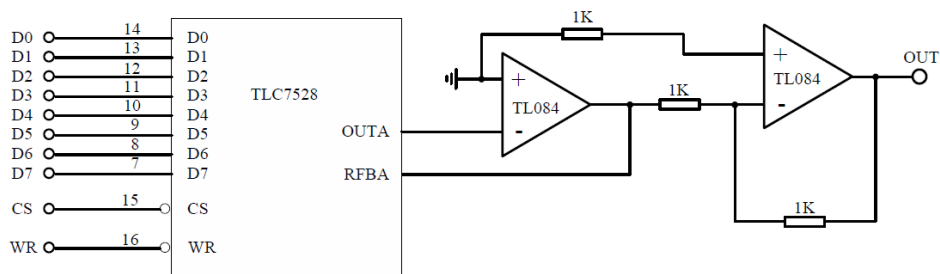 1K
D0 14 D0
D1 13 D1
D2 12 D2
D3 11 D3
D4 10 D4
D5 9 D5
D6 8 D6
D7 7 D7
CS 15 CS
WR 16 WR
TLC7528
OUTA
RFBA
+
TL084
-
1K
+
TL084
-
OUT
1K